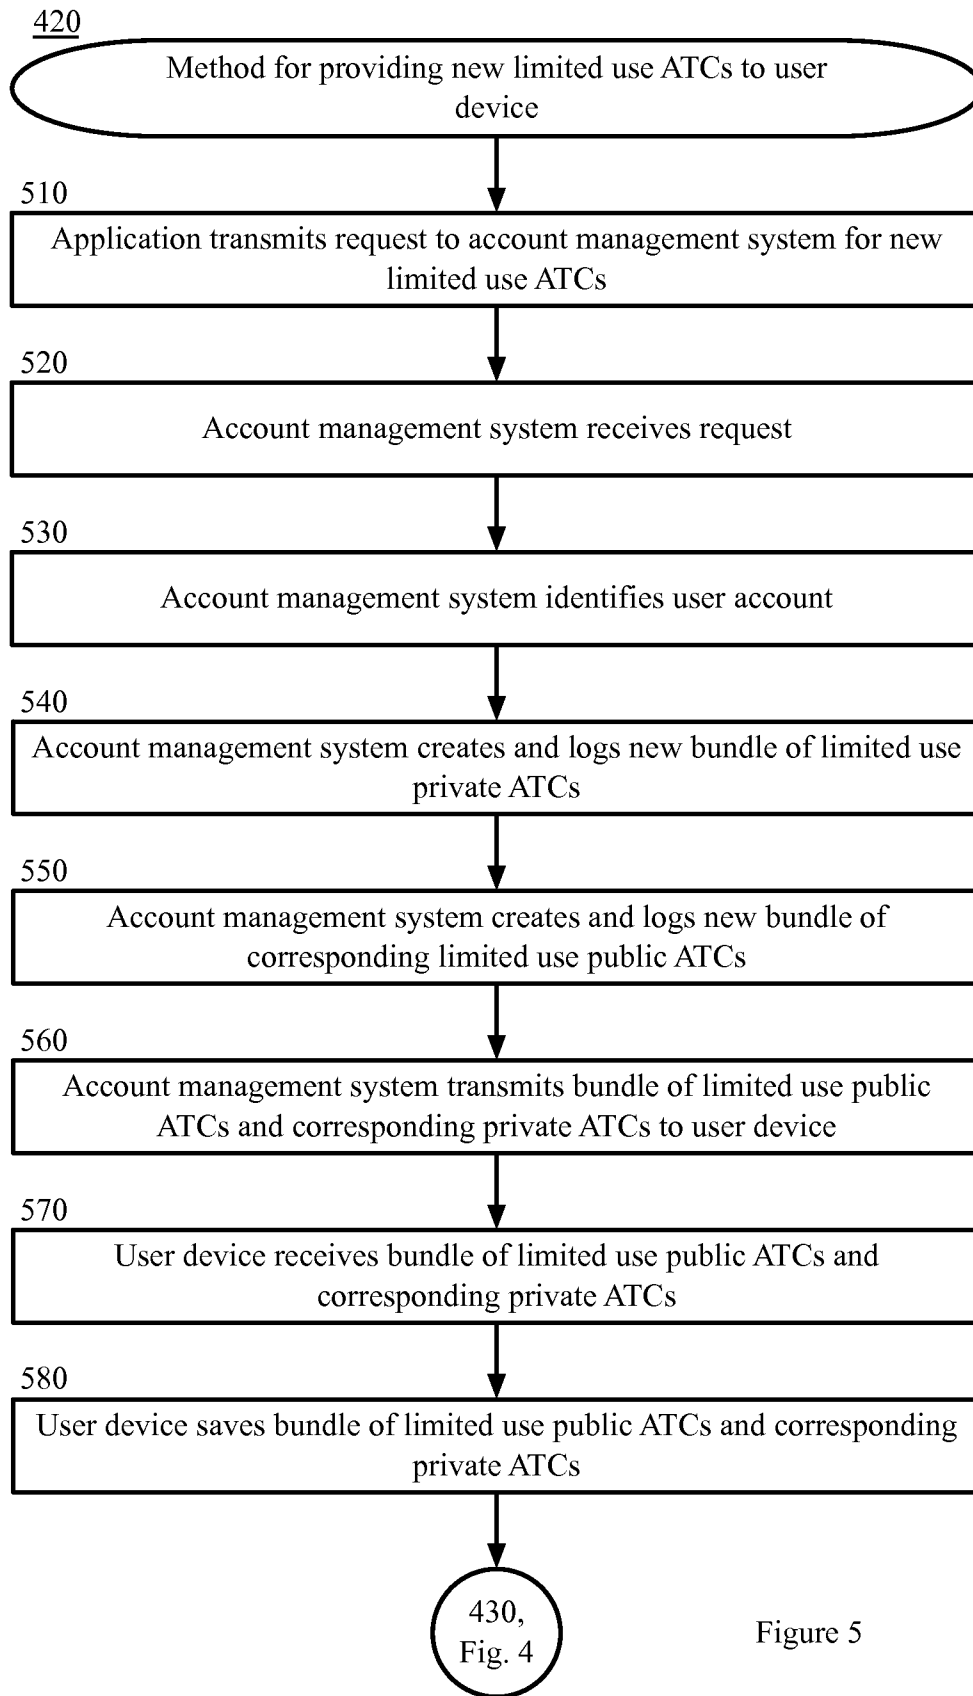 420
Method for providing new limited use ATCs to user
device
510
Application transmits request to account management system for new
limited use ATCs
520
Account management system receives request
530
Account management system identifies user account
540
Account management system creates and logs new bundle of limited use
private ATCs
550
Account management system creates and logs new bundle of
corresponding limited use public ATCs
560
Account management system transmits bundle of limited use public
ATCs and corresponding private ATCs to user device
570
User device receives bundle of limited use public ATCs and
corresponding private ATCs
580
User device saves bundle of limited use public ATCs and corresponding
private ATCs
430,
Fig. 4
Figure 5